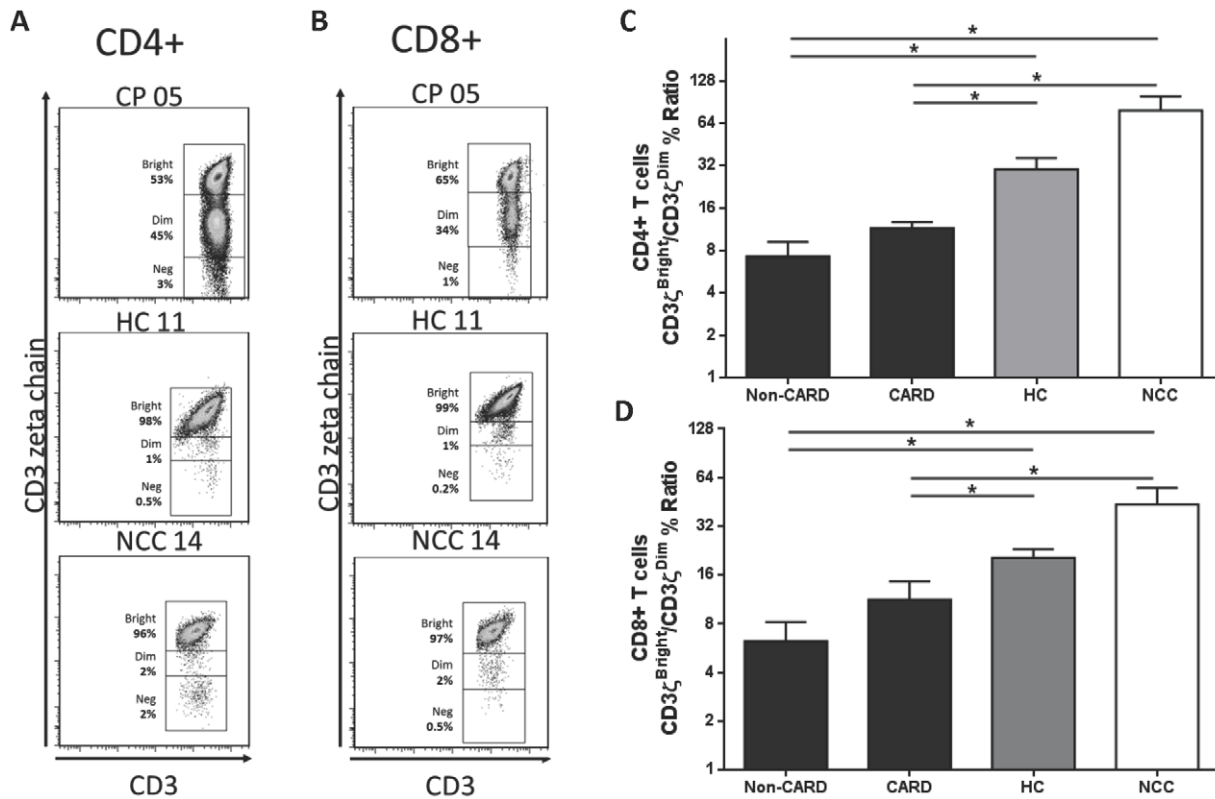 A
CD4+
CP 05
Bright
53%
Dim
45%
Neg
3%
HC 11
Bright
98%
Dim
1%
Neg
0.5%
NCC 14
Bright
96%
Dim
2%
Neg
2%
CD3 zeta chain
CD3
B
CD8+
CP 05
Bright
65%
Dim
34%
Neg
1%
HC 11
Bright
99%
Dim
1%
Neg
0.2%
NCC 14
Bright
97%
Dim
2%
Neg
0.5%
CD3 zeta chain
CD3
C
CD4+ T cells
CD3ζBright/CD3ζDim % Ratio
128
64
32
16
8
4
2
1
*
*
*
*
Non-CARD CARD HC NCC
D
CD8+ T cells
CD3ζBright/CD3ζDim % Ratio
128
64
32
16
8
4
2
1
*
*
*
*
Non-CARD CARD HC NCC